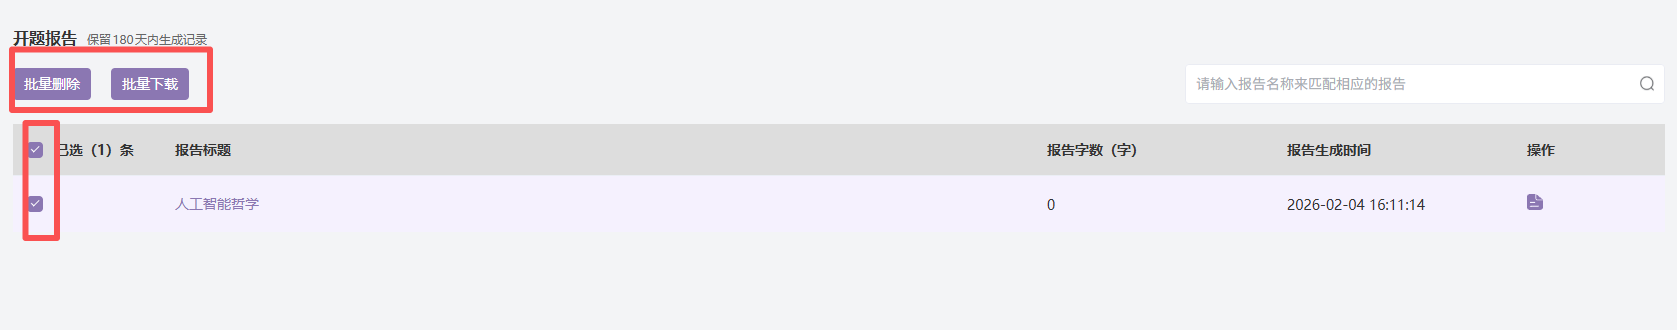 开题报告 保留180天内生成记录
批量删除 批量下载 请输入报告名称来匹配相应的报告
已选（1）条 报告标题 报告字数（字） 报告生成时间 操作
人工智能哲学 0 2026-02-04 16:11:14